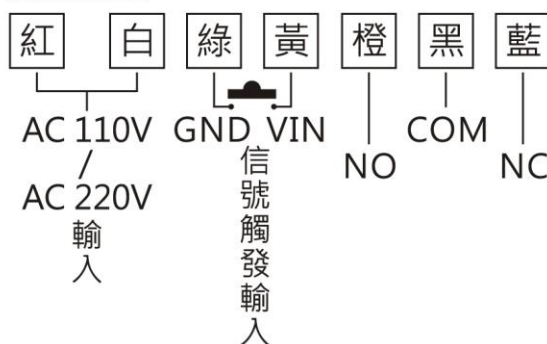 紅 白 綠 黃 橙 黑 藍
AC 110V GND VIN COM
/
NO NC
AC 220V
輸入
信號觸發輸入